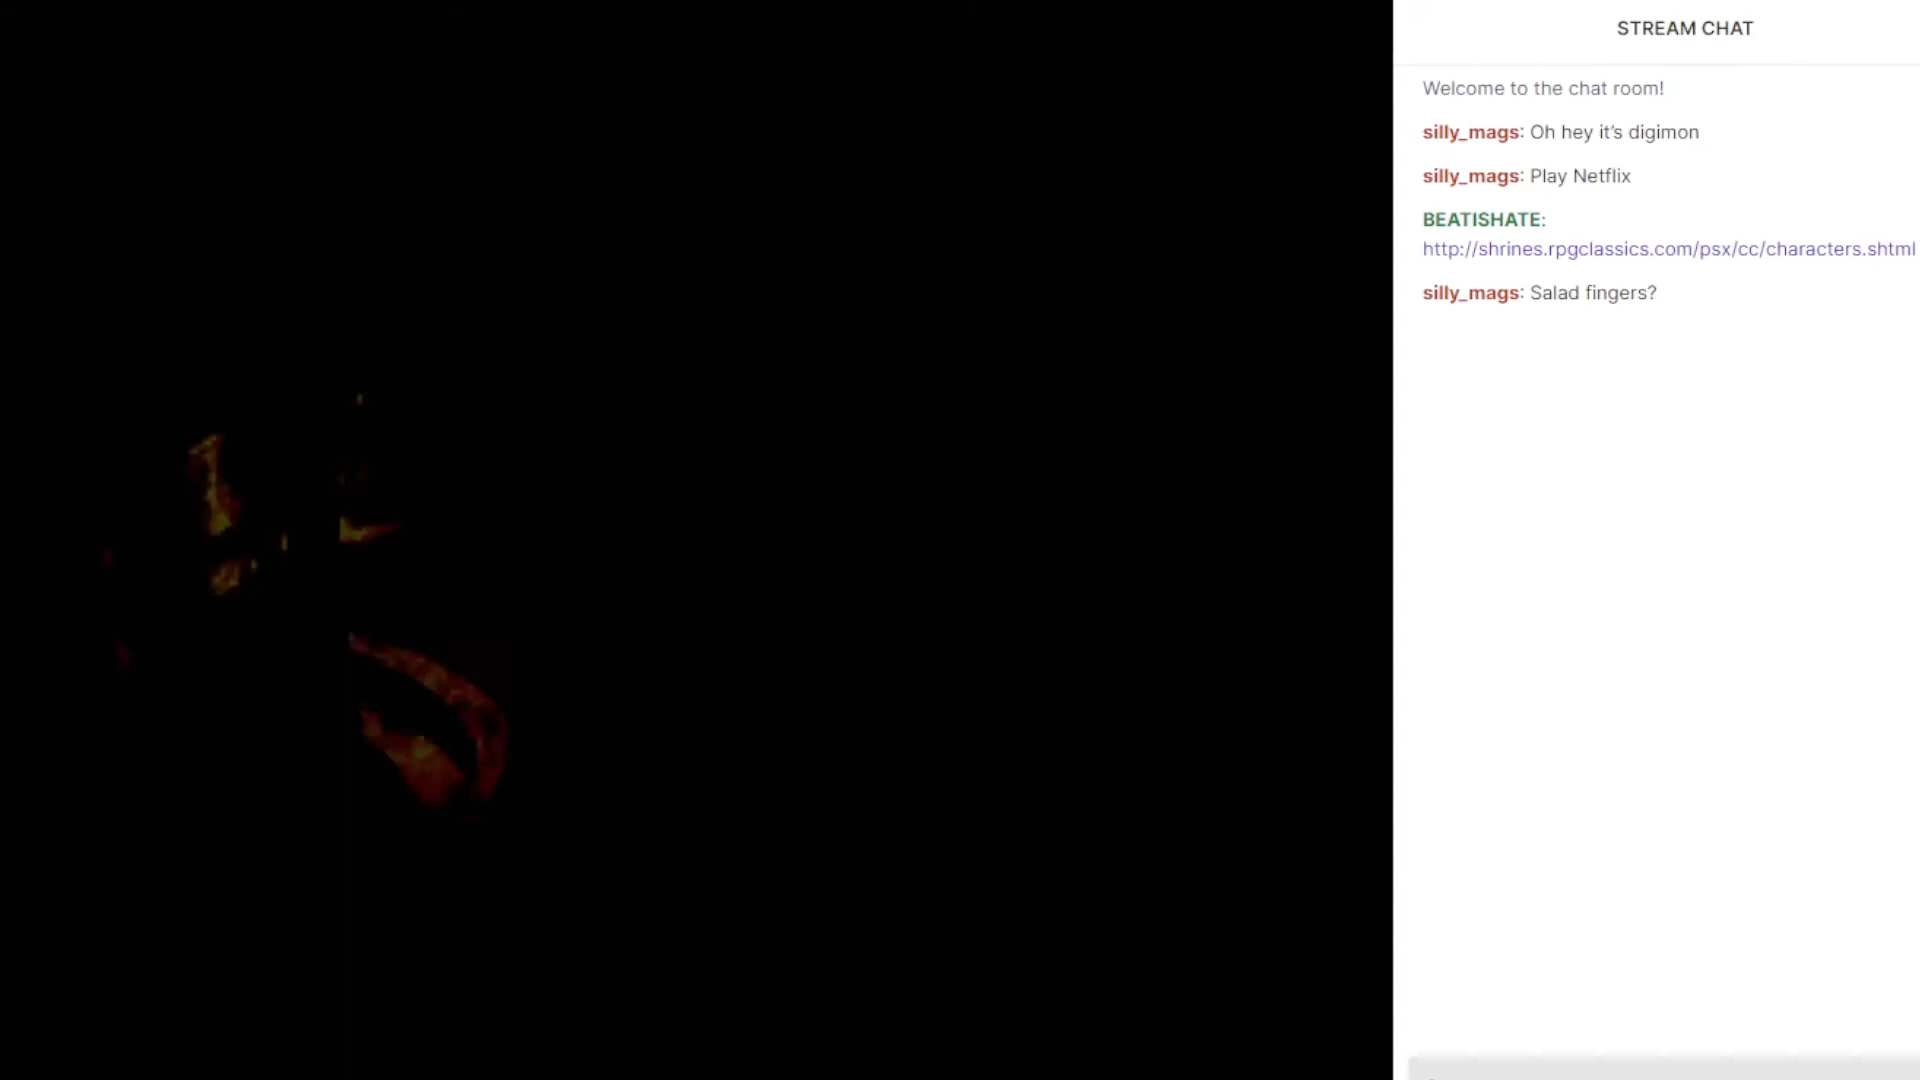 STREAM CHAT
Welcome to the chat room!
silly_mags: Oh hey it's digimon
silly_mags: Play Netflix
BEATISHATE:
http://shrines.rpgclassics.com/psx/cc/characters.shtml
silly_mags: Salad fingers?